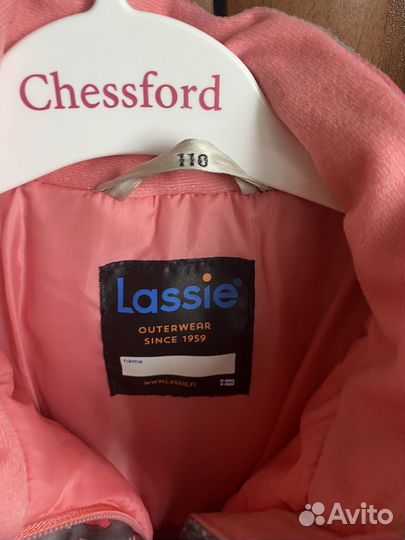 Chessford
110
Lassie®
OUTERWEAR
SINCE 1959
name
WWW.LASSIE.FI
Avito